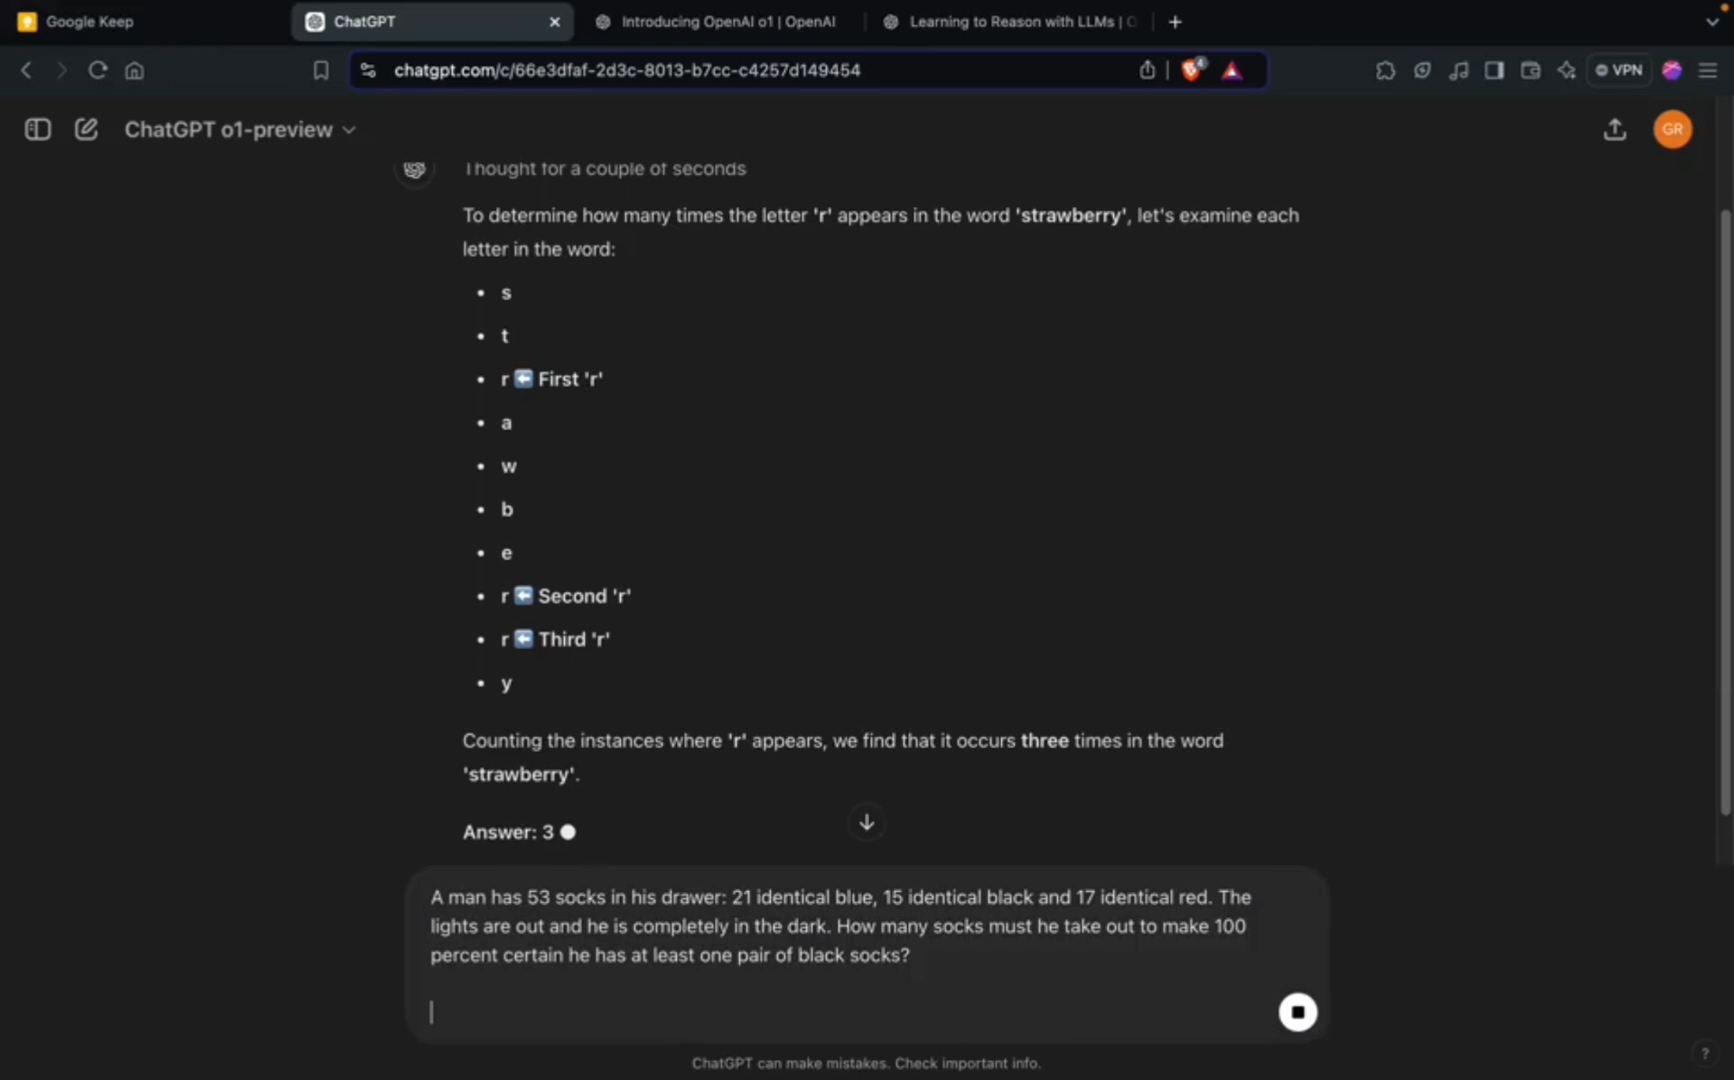 Google Keep
ChatGPT
Introducing OpenAI o1 | OpenAI
Learning to Reason with LLMs |
chatgpt.com/c/66e3dfaf-2d3c-8013-b7cc-c4257d149454
4
VPN
ChatGPT o1-preview
GR
Thought for a couple of seconds
To determine how many times the letter 'r' appears in the word 'strawberry', let's examine each
letter in the word:
• s
• t
• r ⬅️ First 'r'
• a
• w
• b
• e
• r ⬅️ Second 'r'
• r ⬅️ Third 'r'
• y
Counting the instances where 'r' appears, we find that it occurs three times in the word
'strawberry'.
Answer: 3
A man has 53 socks in his drawer: 21 identical blue, 15 identical black and 17 identical red. The
lights are out and he is completely in the dark. How many socks must he take out to make 100
percent certain he has at least one pair of black socks?
ChatGPT can make mistakes. Check important info.
?